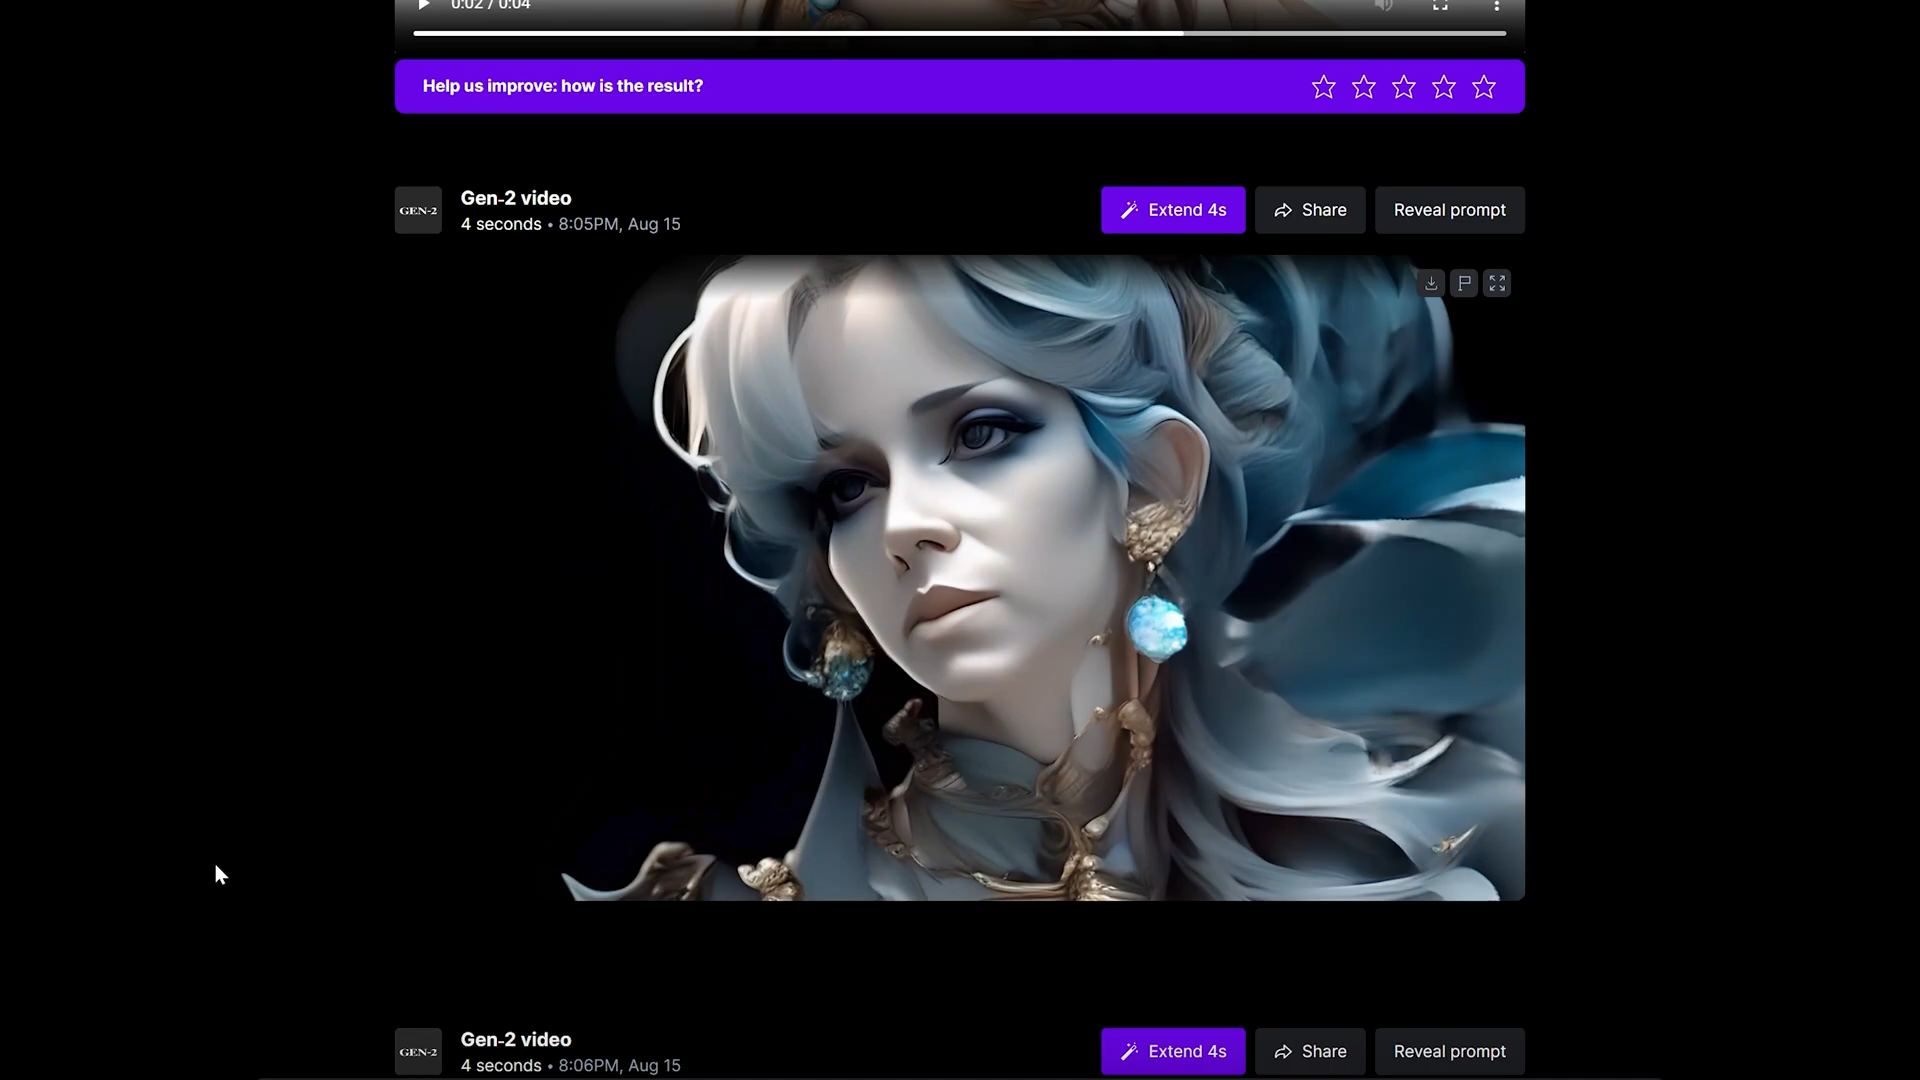 0:02 / 0:04
Help us improve: how is the result?
GEN-2
Gen-2 video
4 seconds • 8:05PM, Aug 15
Extend 4s
Share
Reveal prompt
GEN-2
Gen-2 video
4 seconds • 8:06PM, Aug 15
Extend 4s
Share
Reveal prompt